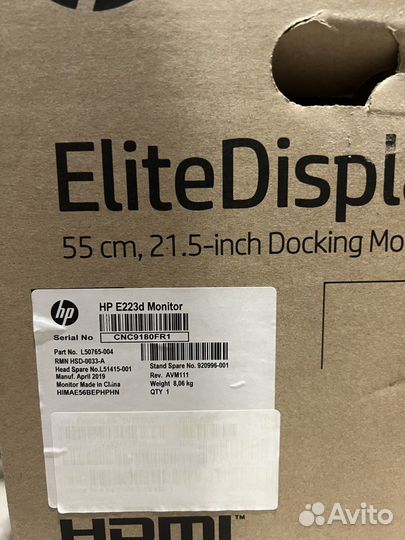 EliteDispl
55 cm, 21.5-inch Docking Mo
hp
HP E223d Monitor
Serial No CNC9180FR1
Part No. L50765-004
RMN HSD-0033-A
Head Spare No.L51415-001 Stand Spare No. 920996-001
Manuf. April 2019 Rev. AVM111
Monitor Made in China Weight 8,06 kg
HIMAE56BEPHPHN QTY 1
HDMI™
Avito